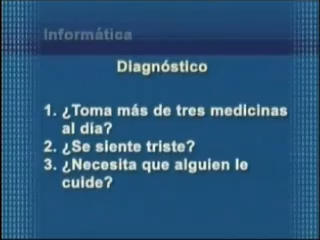 Informática
Diagnóstico
1. ¿Toma más de tres medicinas
al día?
2. ¿Se siente triste?
3. ¿Necesita que alguien le
cuide?